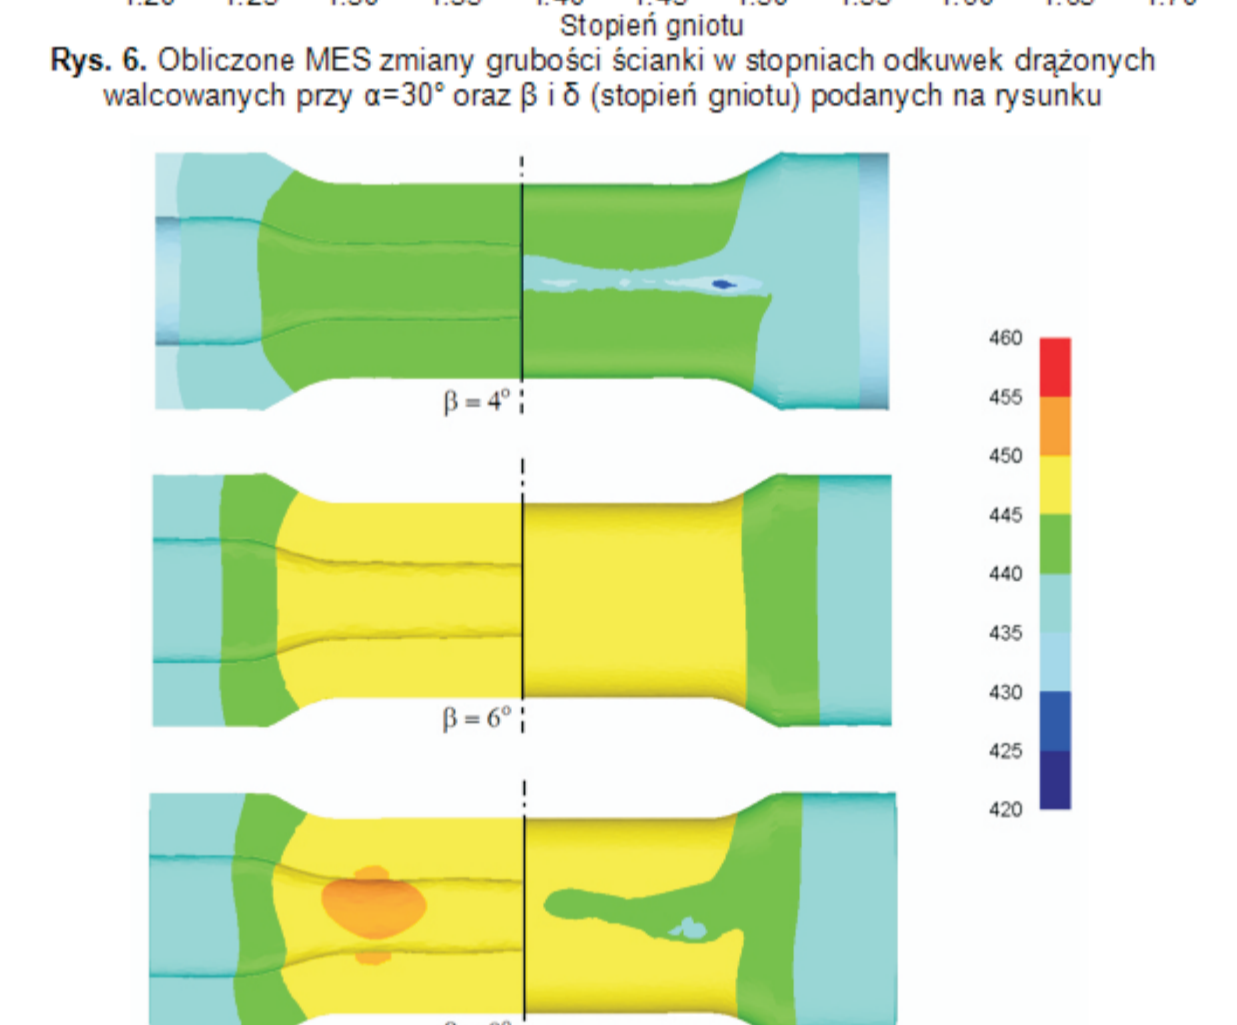 Stopień gniotu
Rys. 6. Obliczone MES zmiany grubości ścianki w stopniach odkuwek drążonych
walcowanych przy α=30° oraz β i δ (stopień gniotu) podanych na rysunku
β = 4°
460
455
450
445
440
435
430
425
420
β = 6°